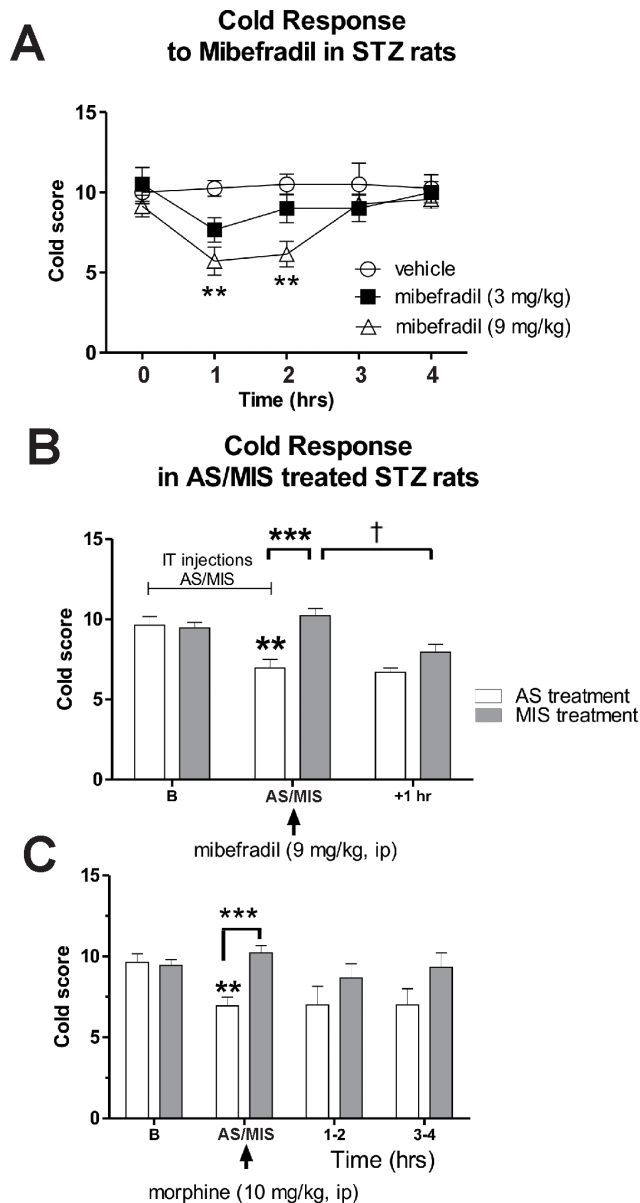 A
Cold Response
to Mibefradil in STZ rats
15
10
5
0
Cold score
**
**
vehicle
mibefradil (3 mg/kg)
mibefradil (9 mg/kg)
0 1 2 3 4
Time (hrs)
B
Cold Response
in AS/MIS treated STZ rats
15
10
5
0
Cold score
IT injections
AS/MIS
***
†
**
AS treatment
MIS treatment
B AS/MIS +1 hr
mibefradil (9 mg/kg, ip)
C
15
10
5
0
Cold score
***
**
B AS/MIS 1-2 3-4
Time (hrs)
morphine (10 mg/kg, ip)